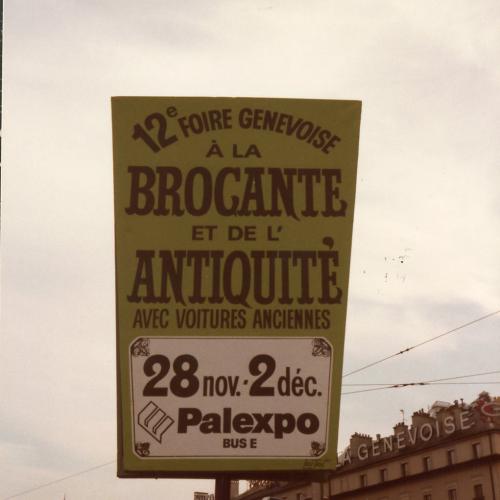 12e FOIRE GENEVOISE
À LA
BROCANTE
ET DE L'
ANTIQUITÉ
AVEC VOITURES ANCIENNES
28 nov. - 2 déc.
Palexpo
BUS E
LA GENEVOISE